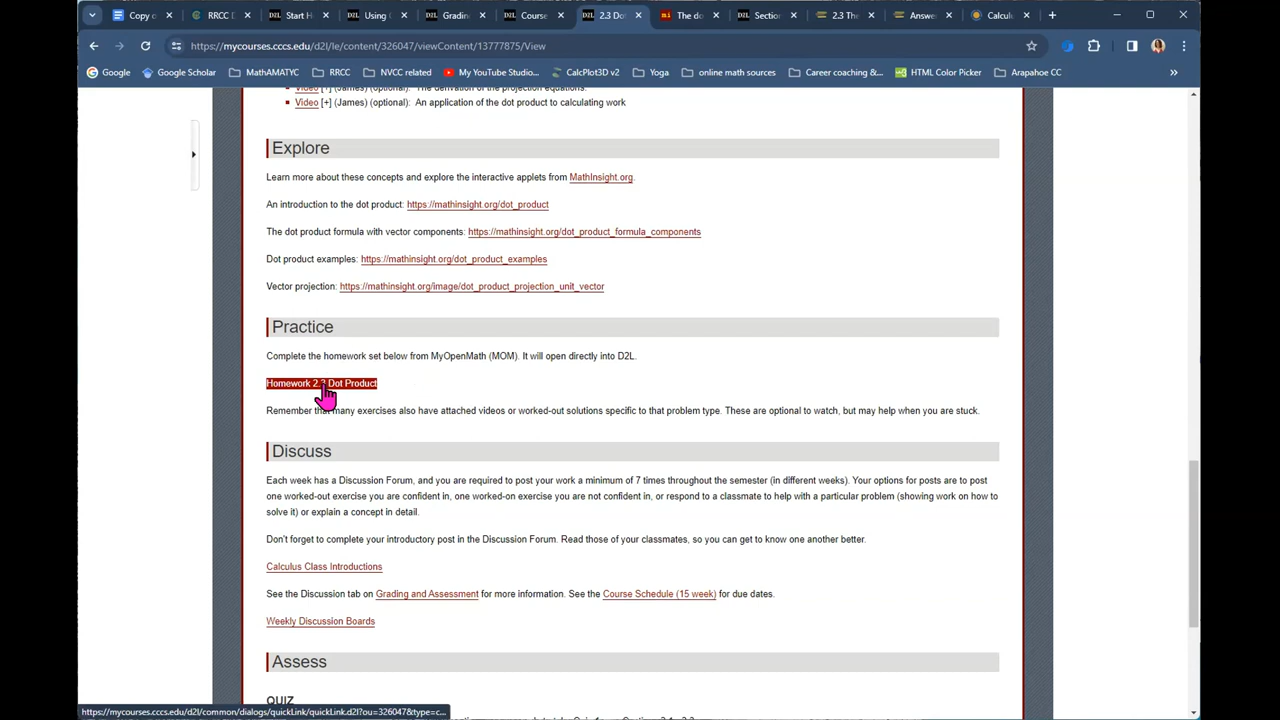 Copy o
RRCC D
Start H
Using
Gradin
Course
2.3 Do
The do
Section
2.3 The
Answe
Calculu
https://mycourses.cccs.edu/d2l/le/content/326047/viewContent/13777875/View
Google
Google Scholar
MathAMATYC
RRCC
NVCC related
My YouTube Studio...
CalcPlot3D v2
Yoga
online math sources
Career coaching &...
HTML Color Picker
Arapahoe CC
Video [+] (James) (optional): The derivation of the projection equations.
Video [+] (James) (optional): An application of the dot product to calculating work
Explore
Learn more about these concepts and explore the interactive applets from MathInsight.org.
An introduction to the dot product: https://mathinsight.org/dot_product
The dot product formula with vector components: https://mathinsight.org/dot_product_formula_components
Dot product examples: https://mathinsight.org/dot_product_examples
Vector projection: https://mathinsight.org/image/dot_product_projection_unit_vector
Practice
Complete the homework set below from MyOpenMath (MOM). It will open directly into D2L.
Homework 2.3 Dot Product
Remember that many exercises also have attached videos or worked-out solutions specific to that problem type. These are optional to watch, but may help when you are stuck.
Discuss
Each week has a Discussion Forum, and you are required to post your work a minimum of 7 times throughout the semester (in different weeks). Your options for posts are to post
one worked-out exercise you are confident in, one worked-on exercise you are not confident in, or respond to a classmate to help with a particular problem (showing work on how to
solve it) or explain a concept in detail.
Don't forget to complete your introductory post in the Discussion Forum. Read those of your classmates, so you can get to know one another better.
Calculus Class Introductions
See the Discussion tab on Grading and Assessment for more information. See the Course Schedule (15 week) for due dates.
Weekly Discussion Boards
Assess
QUIZ
https://mycourses.cccs.edu/d2l/common/dialogs/quickLink/quickLink.d2l?ou=326047&type=c...